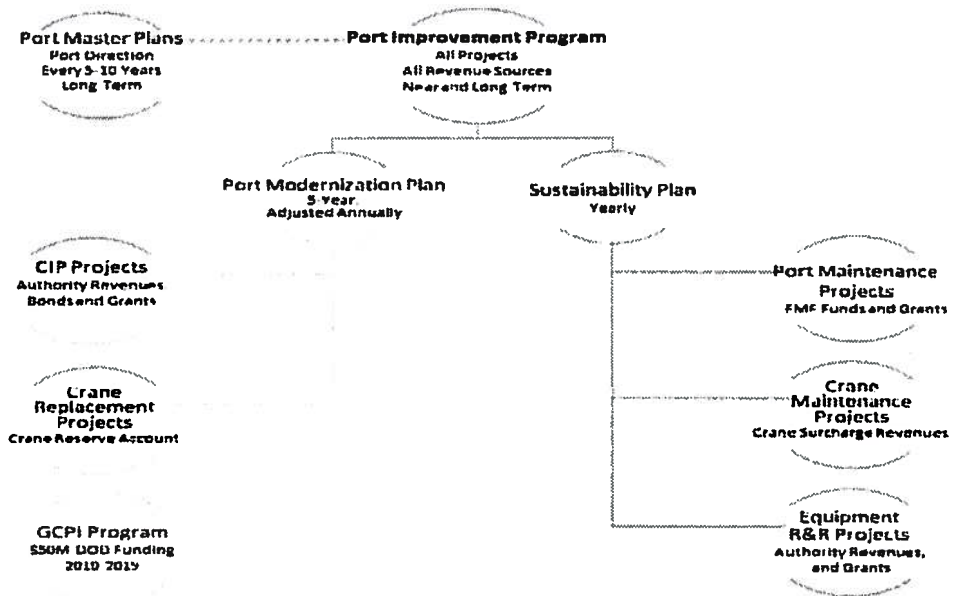 Port Master Plans
Port Direction
Every 5-10 Years
Long Term
Port Improvement Program
All Projects
All Revenue Sources
Near and Long Term
Port Modernization Plan
5-Year,
Adjusted Annually
Sustainability Plan
Yearly
CIP Projects
Authority Revenues
Bonds and Grants
Crane
Replacement
Projects
Crane Reserve Account
GCPI Program
$50M DOD Funding
2010-2015
Port Maintenance
Projects
FMF Funds and Grants
Crane
Maintenance
Projects
Crane Surcharge Revenues
Equipment
R&R Projects
Authority Revenues,
and Grants